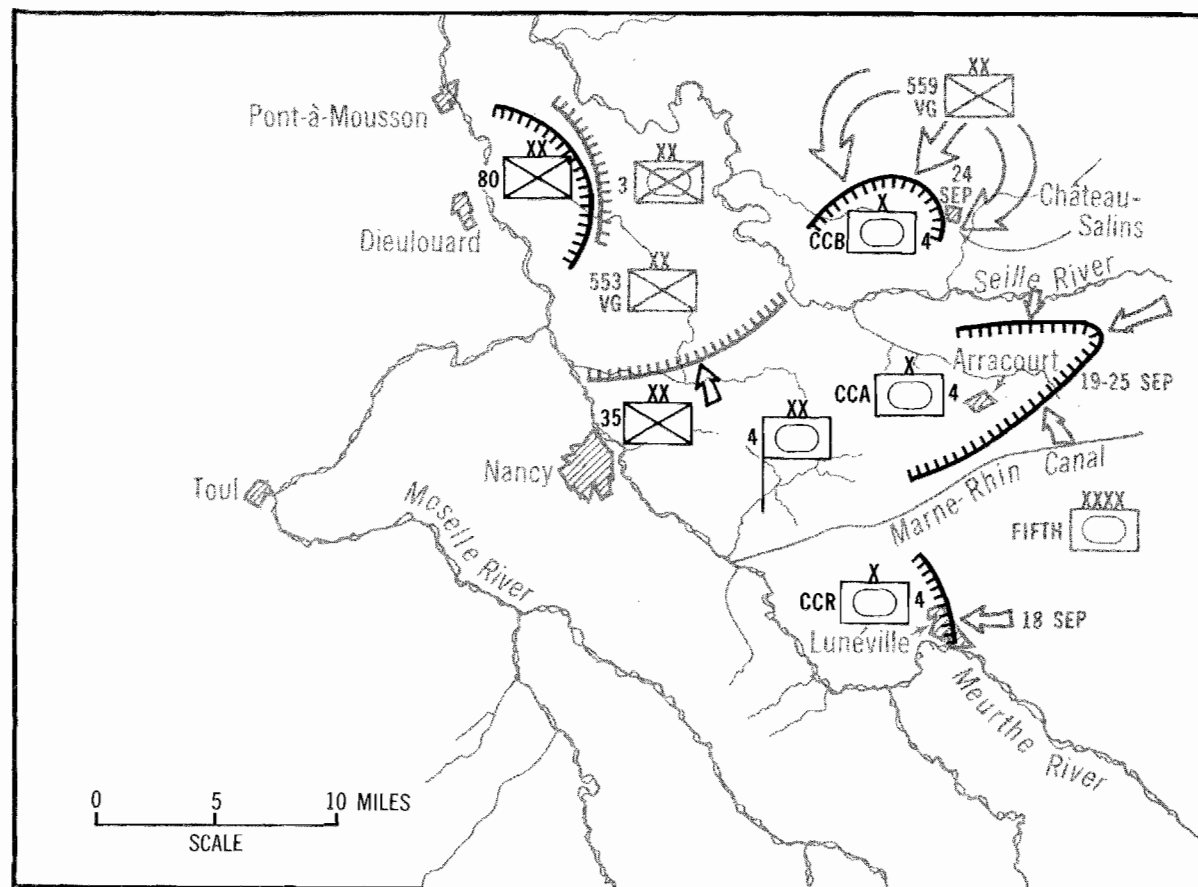 XX
559
VG
Pont-à-Mousson
XX
80
XX
3
24
SEP
Château-
Salins
X
CCB 4
Dieulouard
XX
553
VG
Seille River
Arracourt
X
CCA 4
19-25 SEP
XX
35
XX
4
Nancy
Toul
Moselle River
Marne-Rhin Canal
XXXX
FIFTH
X
CCR 4
18 SEP
Lunéville
Meurthe River
0 5 10 MILES
SCALE